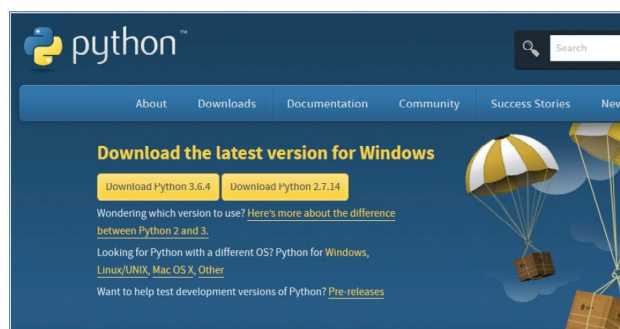 python™
Search
About Downloads Documentation Community Success Stories New
Download the latest version for Windows
Download Python 3.6.4 Download Python 2.7.14
Wondering which version to use? Here's more about the difference
between Python 2 and 3.
Looking for Python with a different OS? Python for Windows,
Linux/UNIX, Mac OS X, Other
Want to help test development versions of Python? Pre-releases